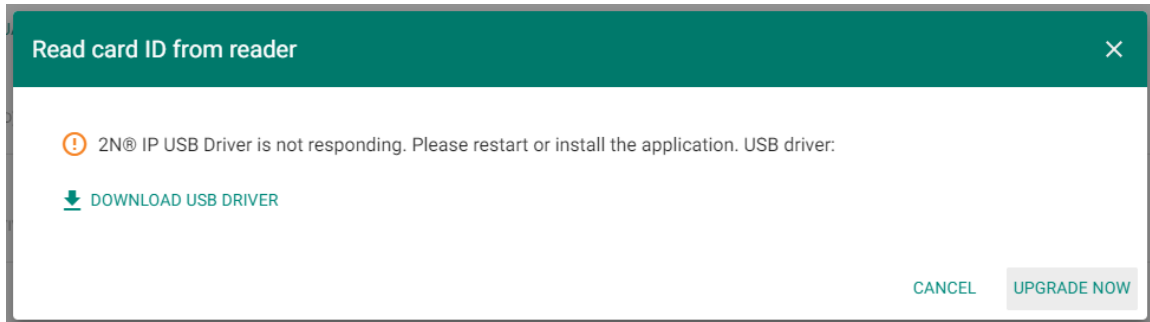 Read card ID from reader
2N® IP USB Driver is not responding. Please restart or install the application. USB driver:
DOWNLOAD USB DRIVER
CANCEL UPGRADE NOW